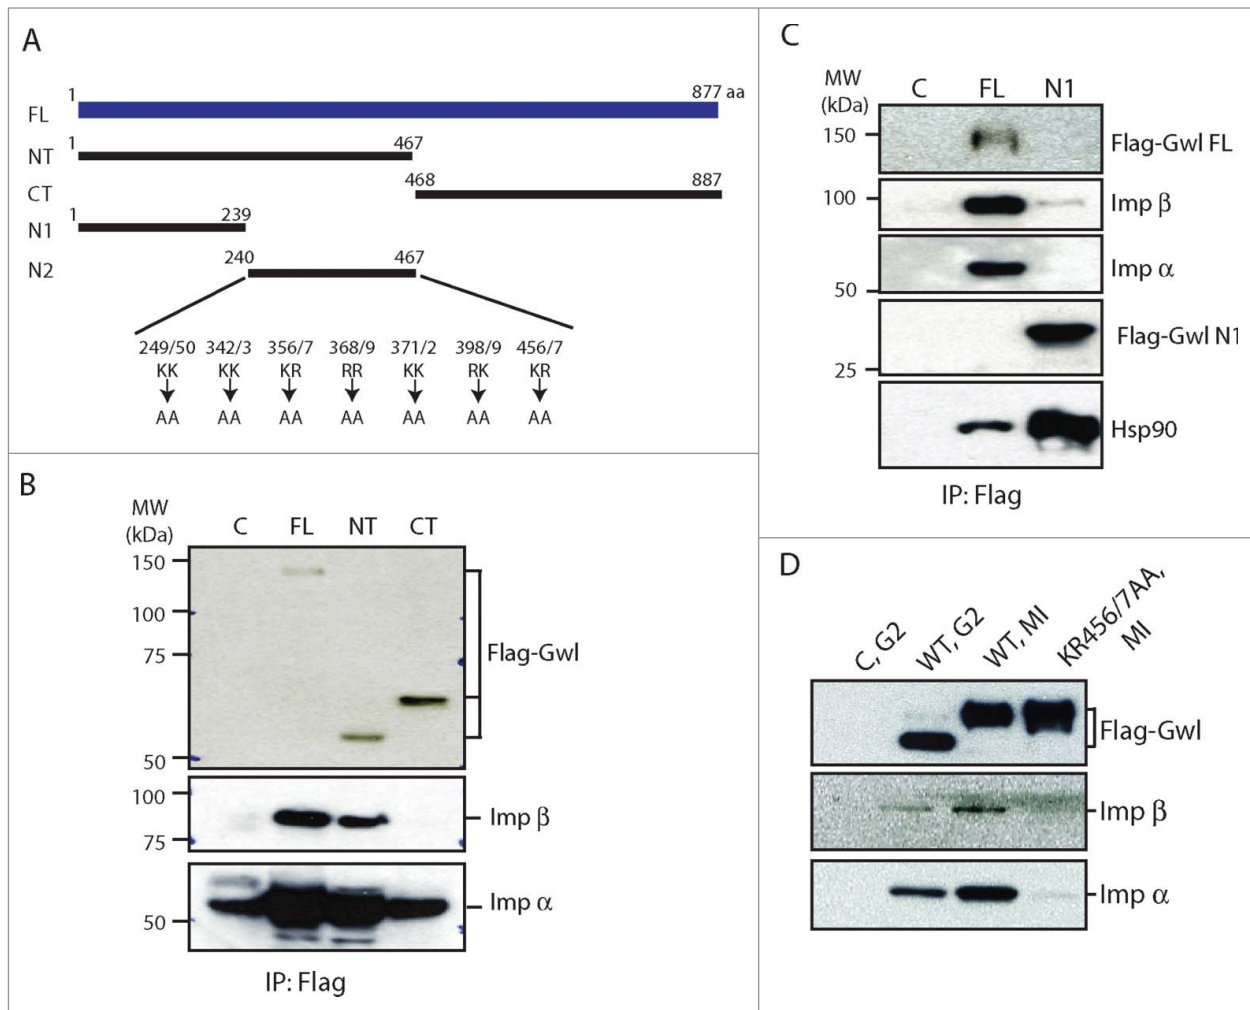 A
1 877 aa
FL
1 467
NT
468 887
CT
1 239
N1
240 467
N2
249/50 342/3 356/7 368/9 371/2 398/9 456/7
KK KK KR RR KK RK KR
AA AA AA AA AA AA AA
B
MW
(kDa)
C FL NT CT
150
100
75
50
Flag-Gwl
100
75
Imp β
50
Imp α
IP: Flag
C
MW
(kDa)
C FL N1
150
Flag-Gwl FL
100
Imp β
Imp α
50
Flag-Gwl N1
25
Hsp90
IP: Flag
D
C, G2
WT, G2
WT, MI
KR456/7AA,
MI
Flag-Gwl
Imp β
Imp α